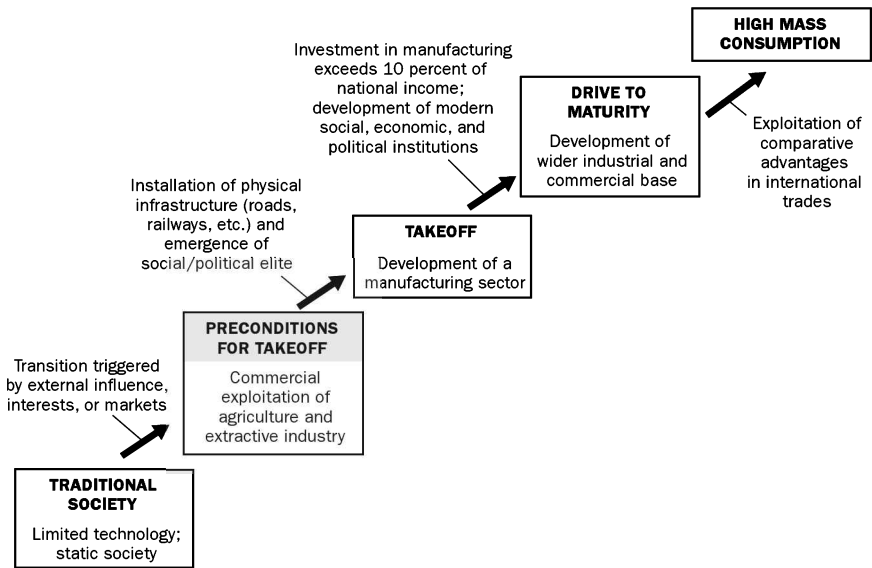 HIGH MASS
CONSUMPTION
Investment in manufacturing
exceeds 10 percent of
national income;
development of modern
social, economic, and
political institutions
DRIVE TO
MATURITY
Development of
wider industrial and
commercial base
Exploitation of
comparative
advantages
in international
trades
Installation of physical
infrastructure (roads,
railways, etc.) and
emergence of
social/political elite
TAKEOFF
Development of a
manufacturing sector
PRECONDITIONS
FOR TAKEOFF
Commercial
exploitation of
agriculture and
extractive industry
Transition triggered
by external influence,
interests, or markets
TRADITIONAL
SOCIETY
Limited technology;
static society